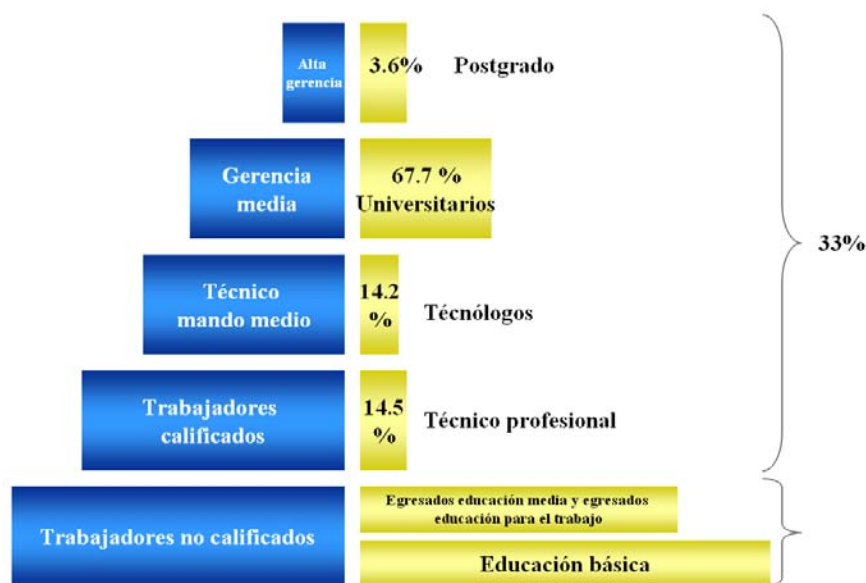 Alta
gerencia
3.6%
Postgrado
Gerencia
media
67.7 %
Universitarios
33%
Técnico
mando medio
14.2
%
Técnólogos
Trabajadores
calificados
14.5
%
Técnico profesional
Trabajadores no calificados
Egresados educación media y egresados
educación para el trabajo
Educación básica